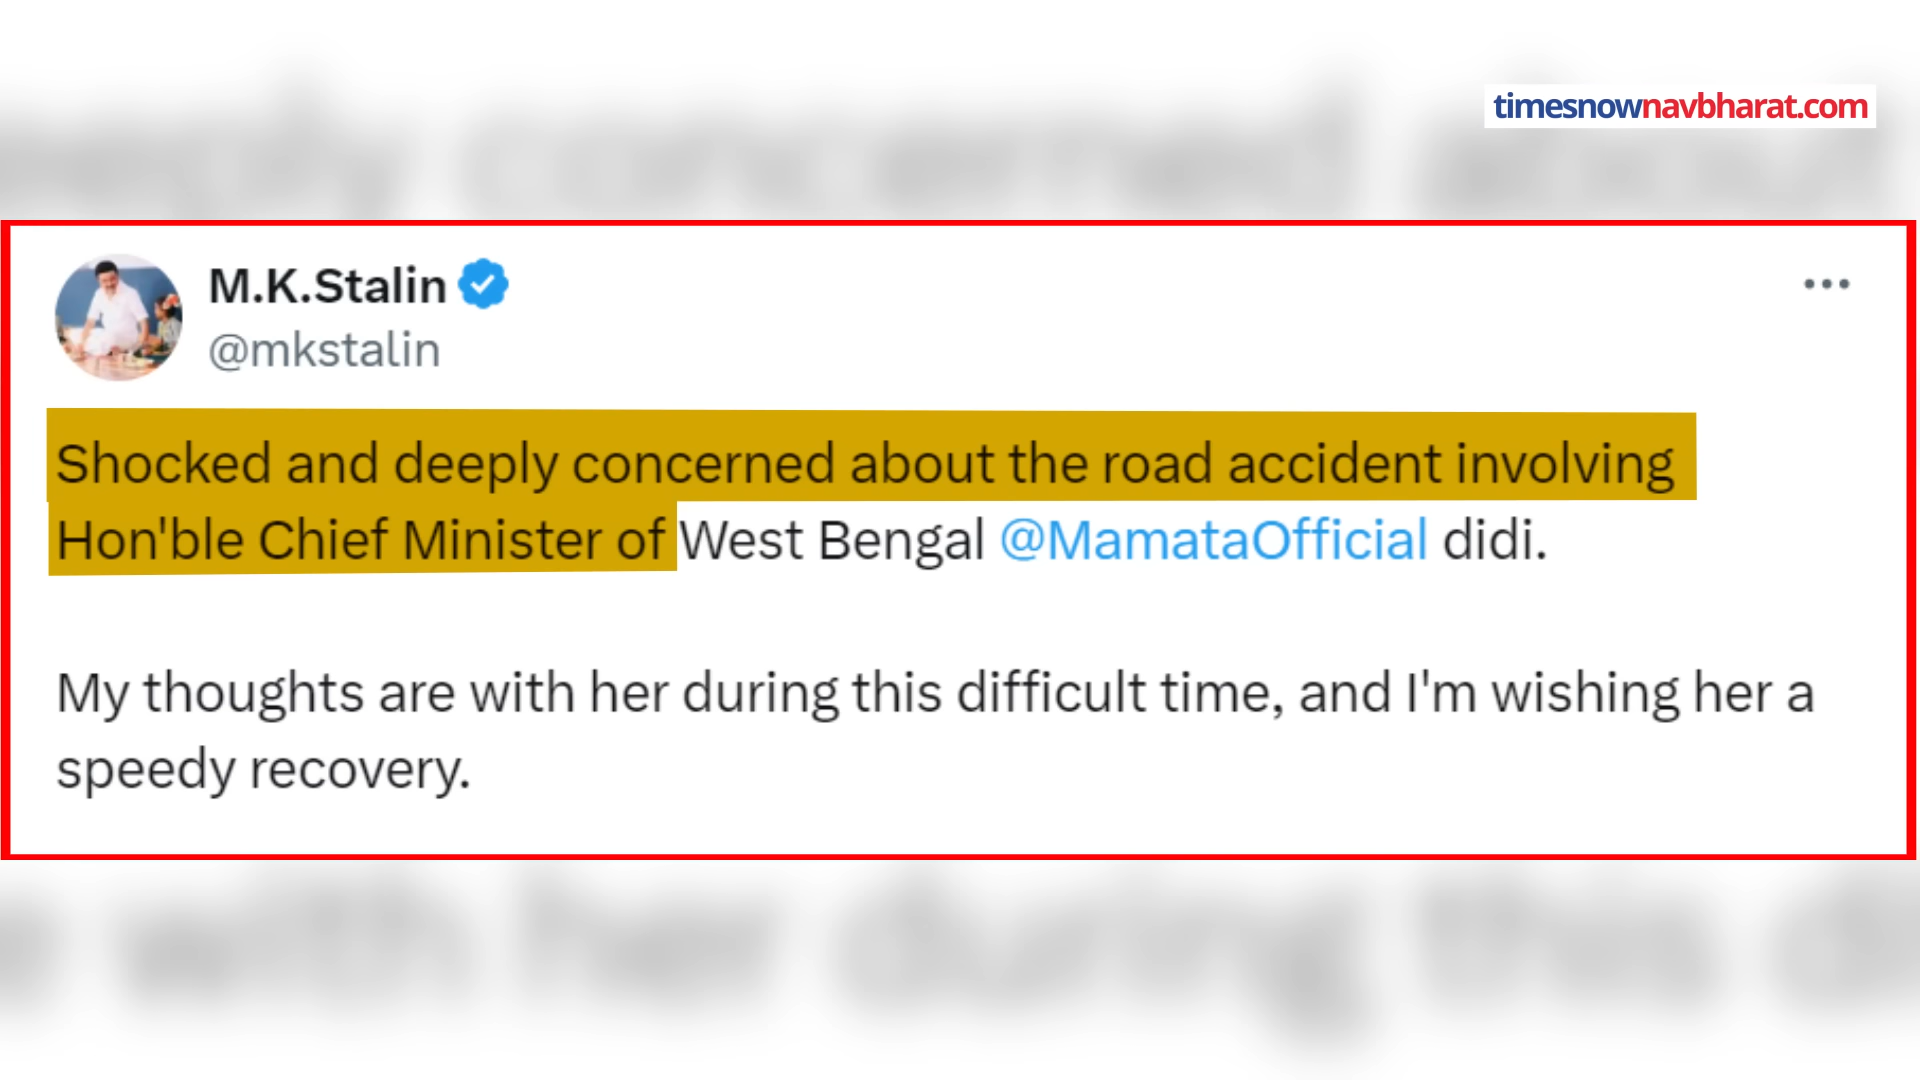 timesnownavbharat.com
M.K.Stalin
@mkstalin
Shocked and deeply concerned about the road accident involving
Hon'ble Chief Minister of West Bengal @MamataOfficial didi.
My thoughts are with her during this difficult time, and I'm wishing her a
speedy recovery.